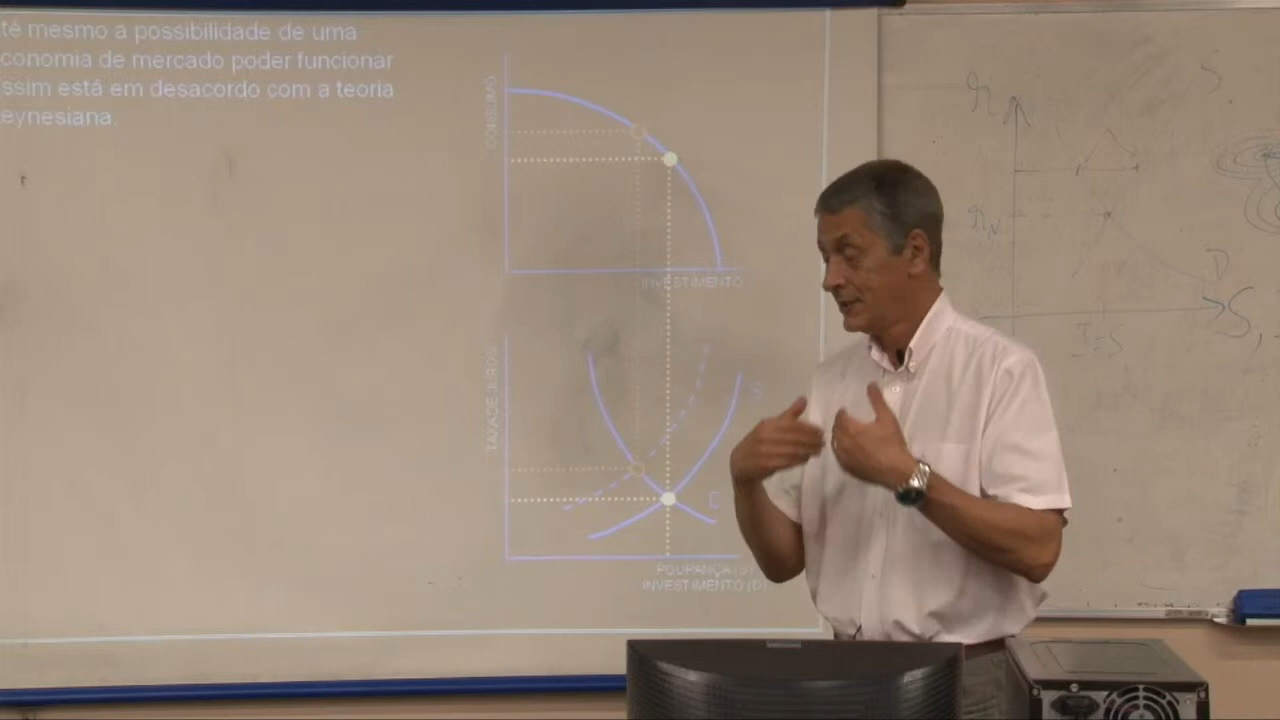 té mesmo a possibilidade de uma
conomia de mercado poder funcionar
ssim está em desacordo com a teoria
eynesiana.
CONSUMO
INVESTIMENTO
TAXA DE JUROS
S
D
POUPANÇA (S)
INVESTIMENTO (D)
S
D
I=S
S,